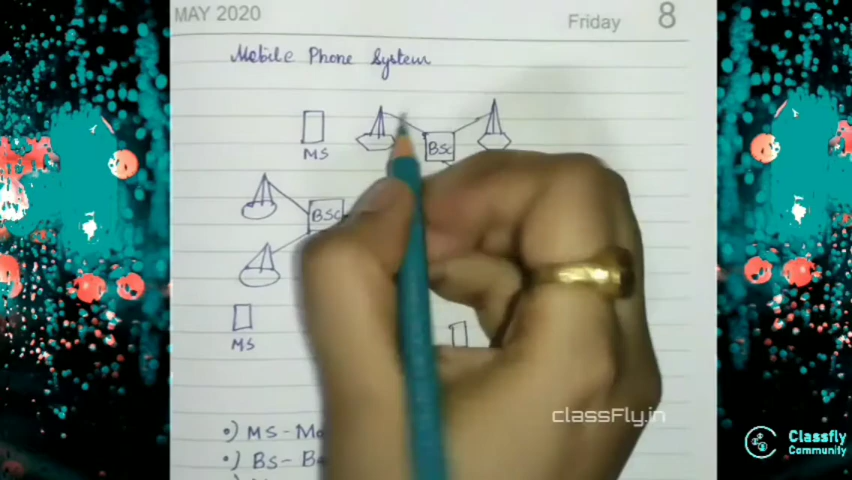 MAY 2020
Friday 8
Mobile Phone System
MS
BSC
BSC
MS
•) MS - Mo
•) BS - B
classFly.in
Classfly
Community